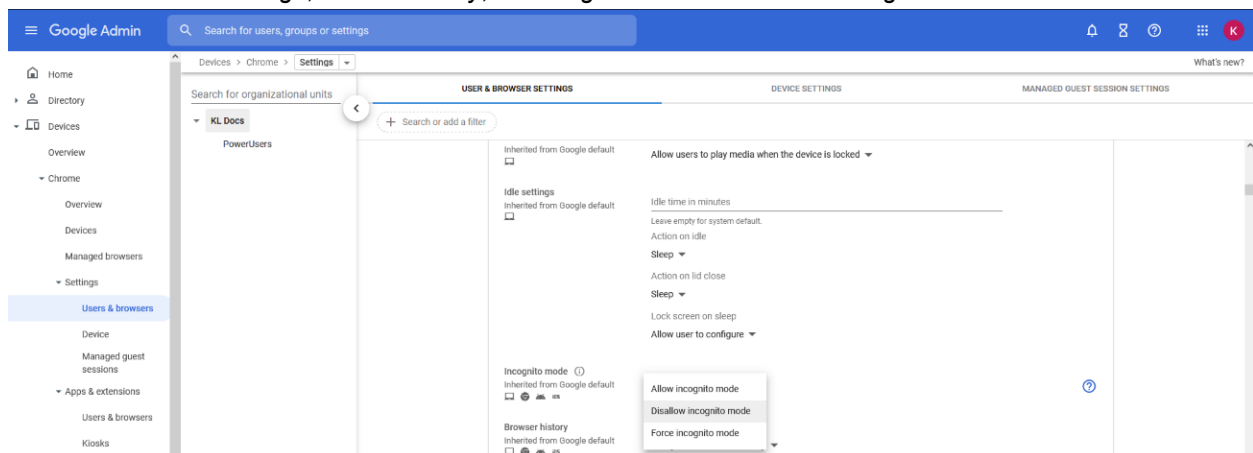 Google Admin
Search for users, groups or settings
K
Devices > Chrome > Settings
What's new?
Home
Directory
Devices
Overview
Chrome
Overview
Devices
Managed browsers
Settings
Users & browsers
Device
Managed guest
sessions
Apps & extensions
Users & browsers
Kiosks
Search for organizational units
KL Docs
PowerUsers
USER & BROWSER SETTINGS
DEVICE SETTINGS
MANAGED GUEST SESSION SETTINGS
+ Search or add a filter
Inherited from Google default
Allow users to play media when the device is locked
Idle settings
Inherited from Google default
Idle time in minutes
Leave empty for system default.
Action on idle
Sleep
Action on lid close
Sleep
Lock screen on sleep
Allow user to configure
Incognito mode
Inherited from Google default
Allow incognito mode
Disallow incognito mode
Force incognito mode
Browser history
Inherited from Google default